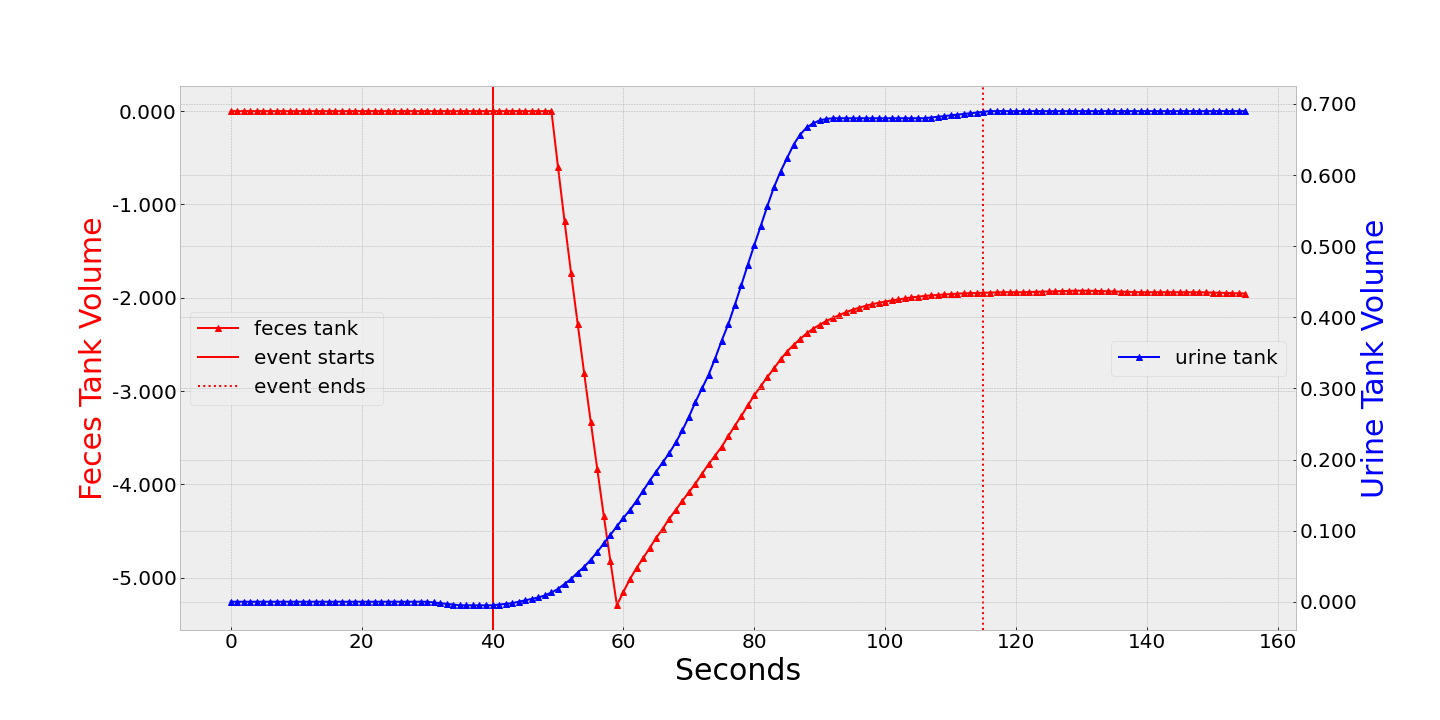 0.000
-1.000
-2.000
-3.000
-4.000
-5.000
Feces Tank Volume
feces tank
event starts
event ends
urine tank
0.700
0.600
0.500
0.400
0.300
0.200
0.100
0.000
Urine Tank Volume
0 20 40 60 80 100 120 140 160
Seconds